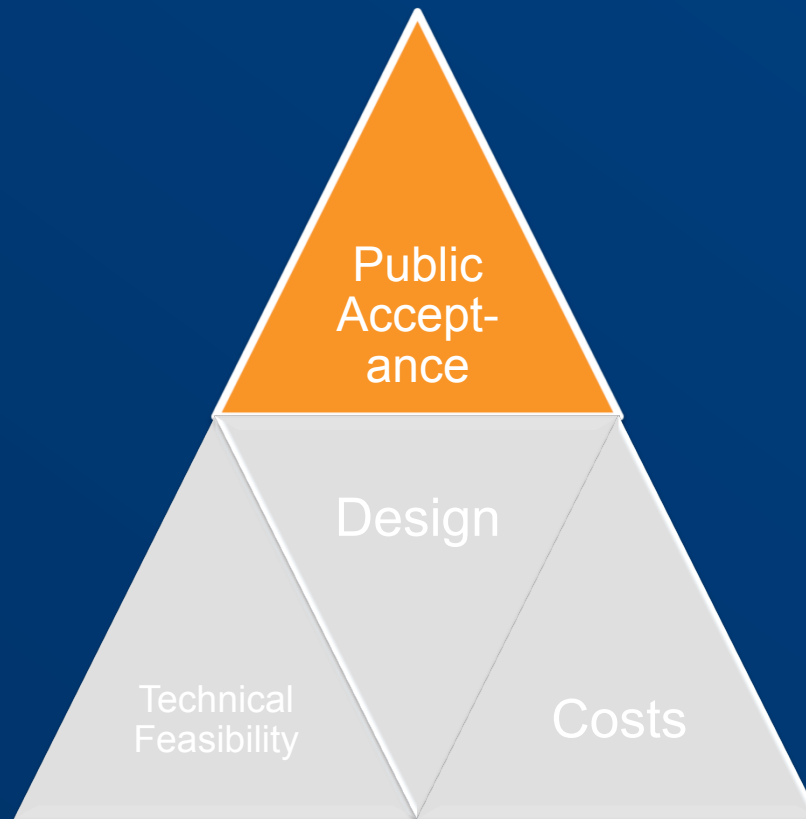 Public
Accept-
ance
Design
Technical
Feasibility
Costs